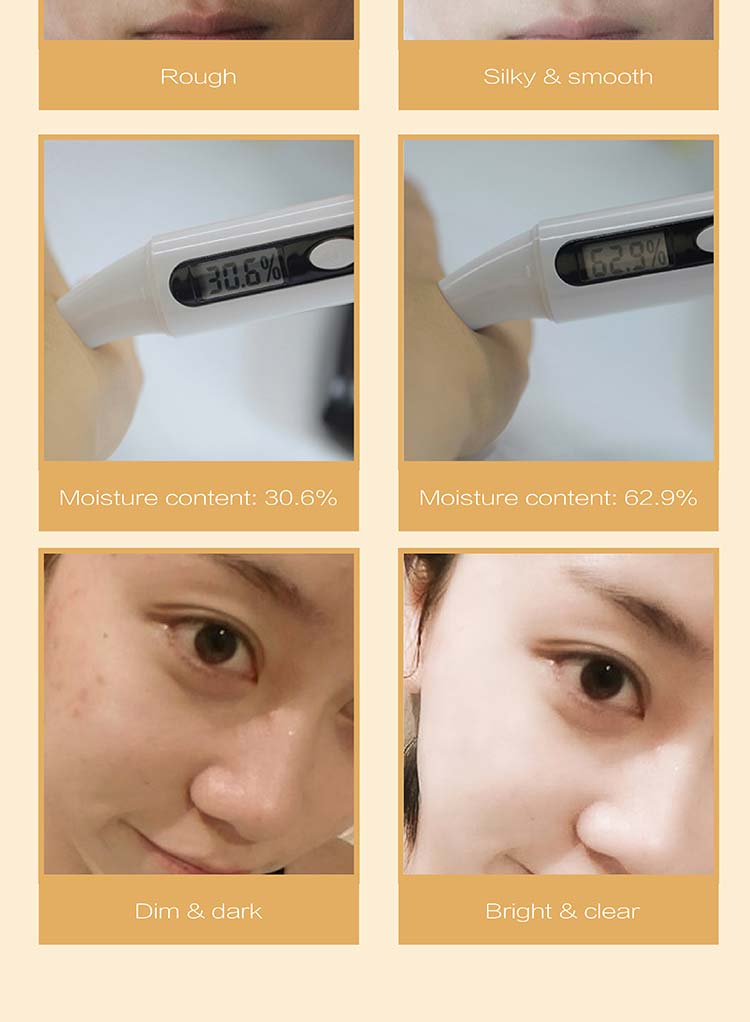 Rough
Silky & smooth
30.6%
62.9%
Moisture content: 30.6%
Moisture content: 62.9%
Dim & dark
Bright & clear